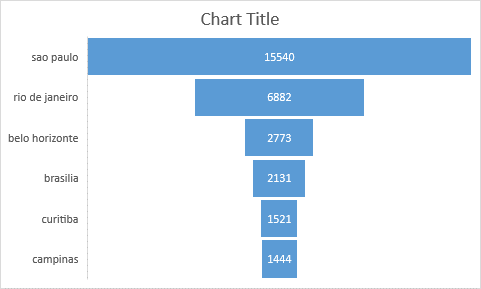 Chart Title
sao paulo 15540
rio de janeiro 6882
belo horizonte 2773
brasilia 2131
curitiba 1521
campinas 1444